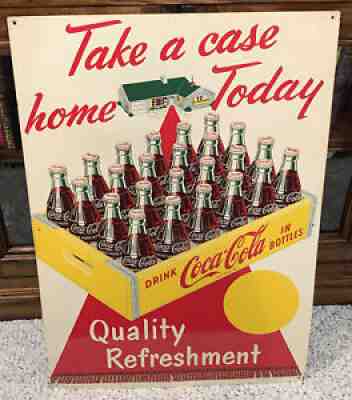 Take a case
home Today
DRINK Coca-Cola IN BOTTLES
Quality
Refreshment